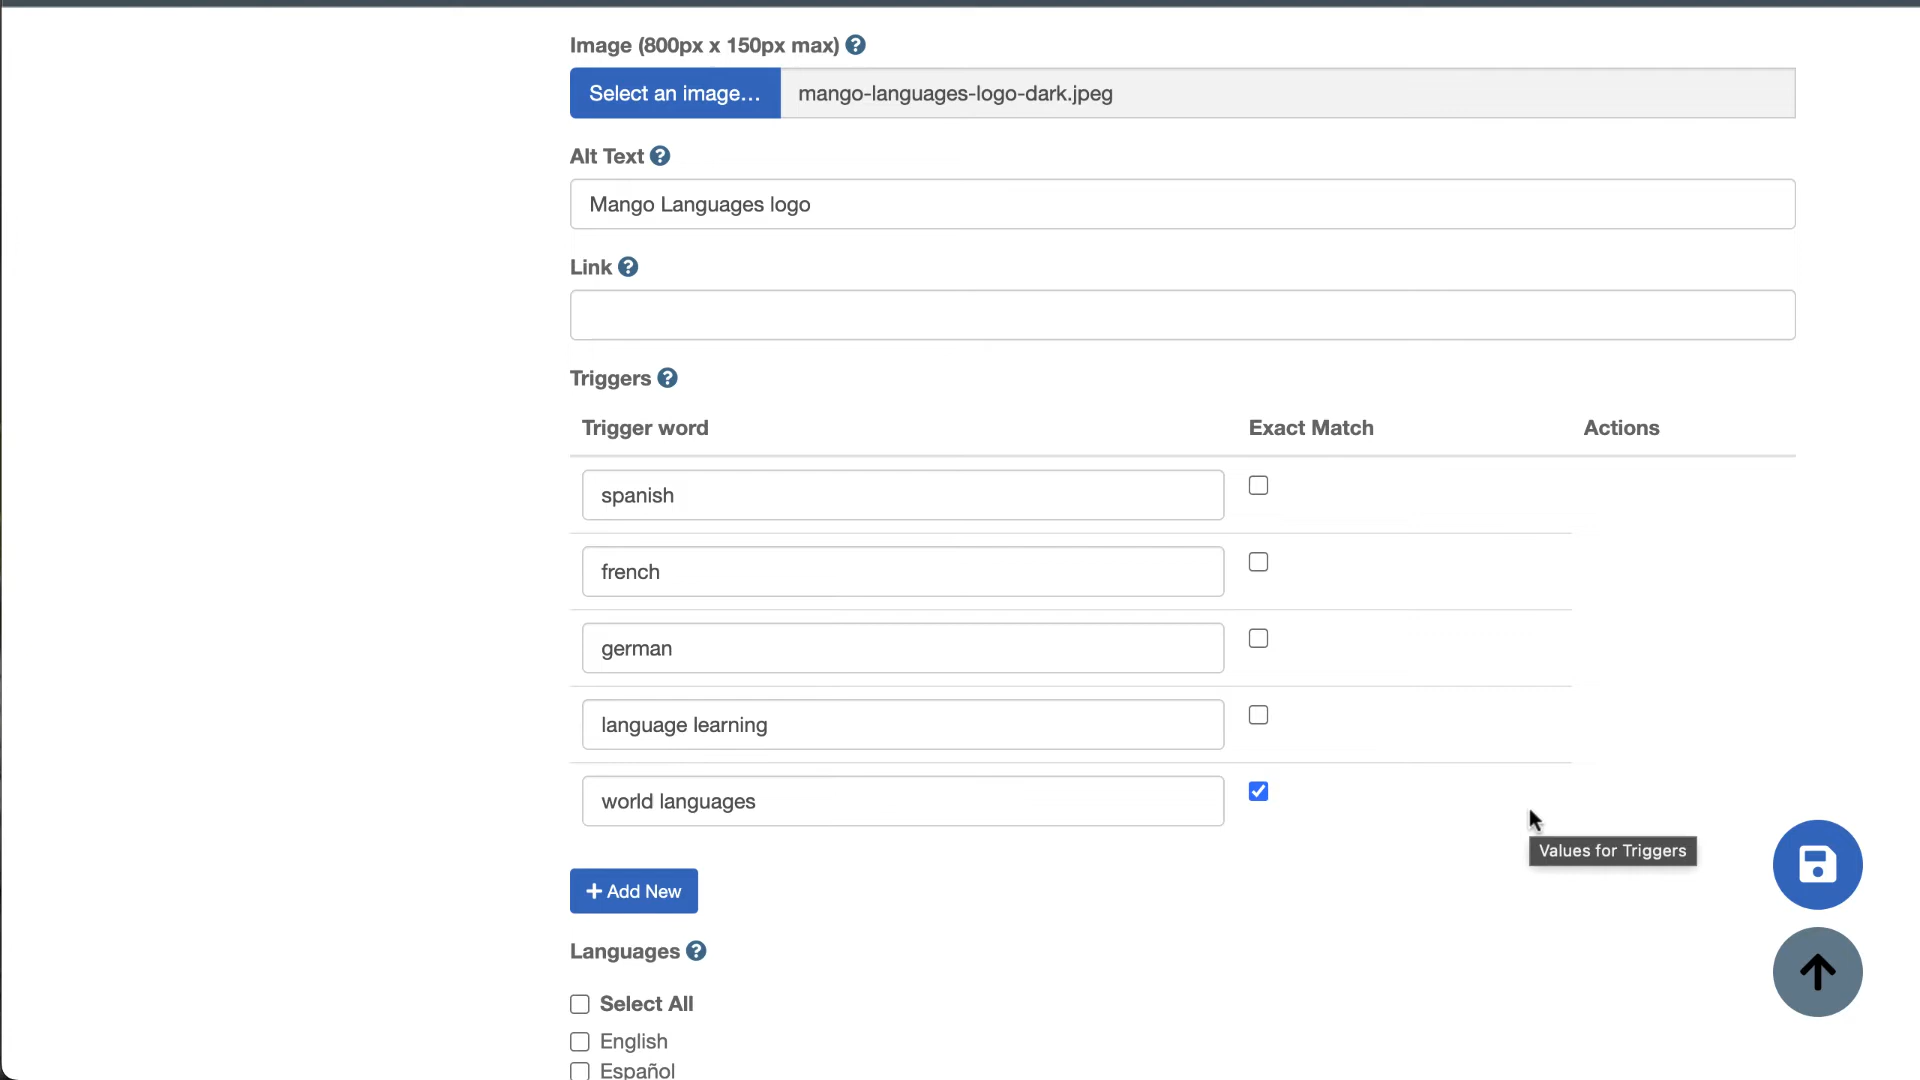 Image (800px x 150px max)
Select an image...
mango-languages-logo-dark.jpeg
Alt Text
Mango Languages logo
Link
Triggers
Trigger word Exact Match Actions
spanish
french
german
language learning
world languages
Values for Triggers
+ Add New
Languages
Select All
English
Español